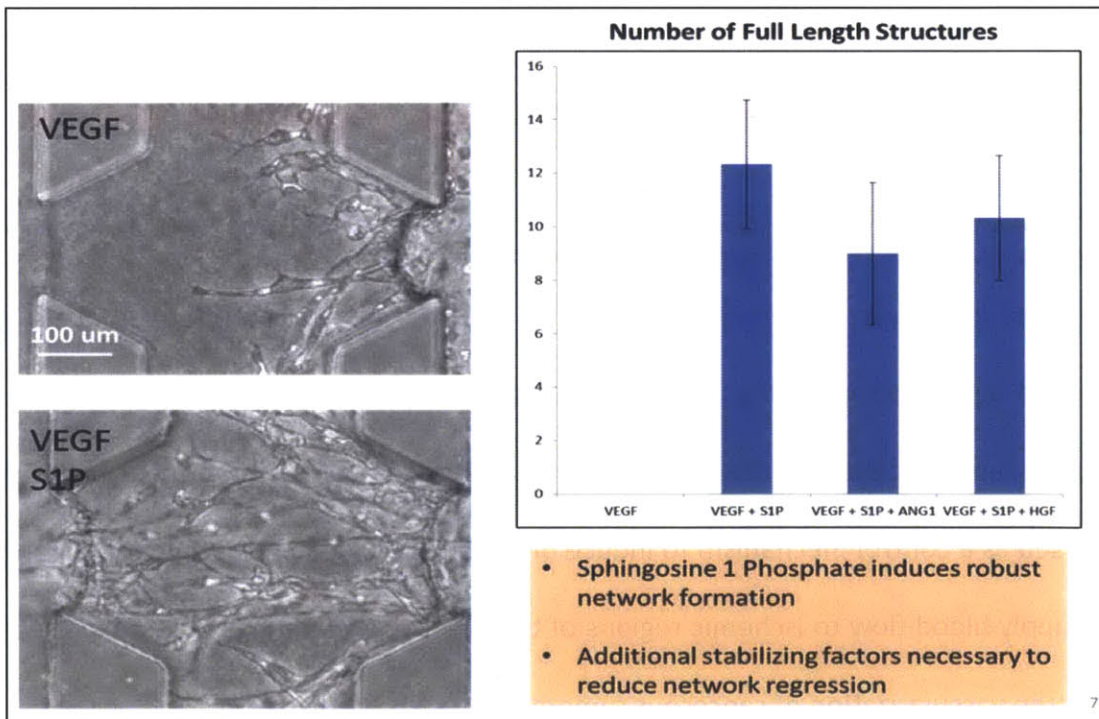 VEGF
100 um
VEGF
S1P
Number of Full Length Structures
16
14
12
10
8
6
4
2
0
VEGF
VEGF + S1P
VEGF + S1P + ANG1
VEGF + S1P + HGF
• Sphingosine 1 Phosphate induces robust
network formation
• Additional stabilizing factors necessary to
reduce network regression
7